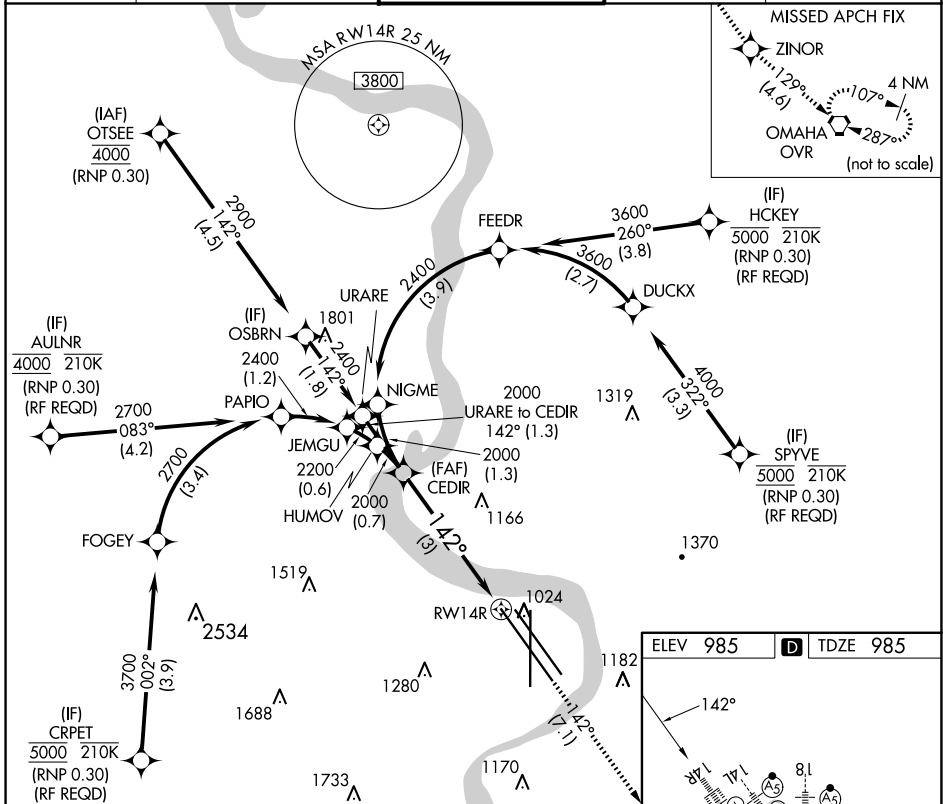 MSA RW14R 25 NM
3800
MISSED APCH FIX
ZINOR
129°
(4.6)
4 NM
107°
287°
OMAHA
OVR
(not to scale)
(IAF)
OTSEE
4000
(RNP 0.30)
2900
142°
(4.5)
(IF)
HCKEY
5000 210K
(RNP 0.30)
(RF REQD)
3600
260°
(3.8)
FEEDR
3600
(2.7)
DUCKX
2400
(3.9)
URARE
(IF)
OSBRN
1801
2400
142°
(1.8)
4000
322°
(3.3)
(IF)
AULNR
4000 210K
(RNP 0.30)
(RF REQD)
2700
083°
(4.2)
PAPIO
2400
(1.2)
NIGME
2000
URARE to CEDIR
142° (1.3)
1319
JEMGU
2200
(0.6)
HUMOV
2000
(0.7)
2000
(1.3)
(FAF)
CEDIR
(IF)
SPYVE
5000 210K
(RNP 0.30)
(RF REQD)
2700
(3.4)
FOGEY
1166
142°
(3)
1370
1519
2534
RW14R
1024
3700
002°
(3.9)
1280
1182
1688
(IF)
CRPET
5000 210K
(RNP 0.30)
(RF REQD)
142°
(7.1)
1733
1170
ELEV 985
D
TDZE 985
142°
14R
14L
18
A5
A5